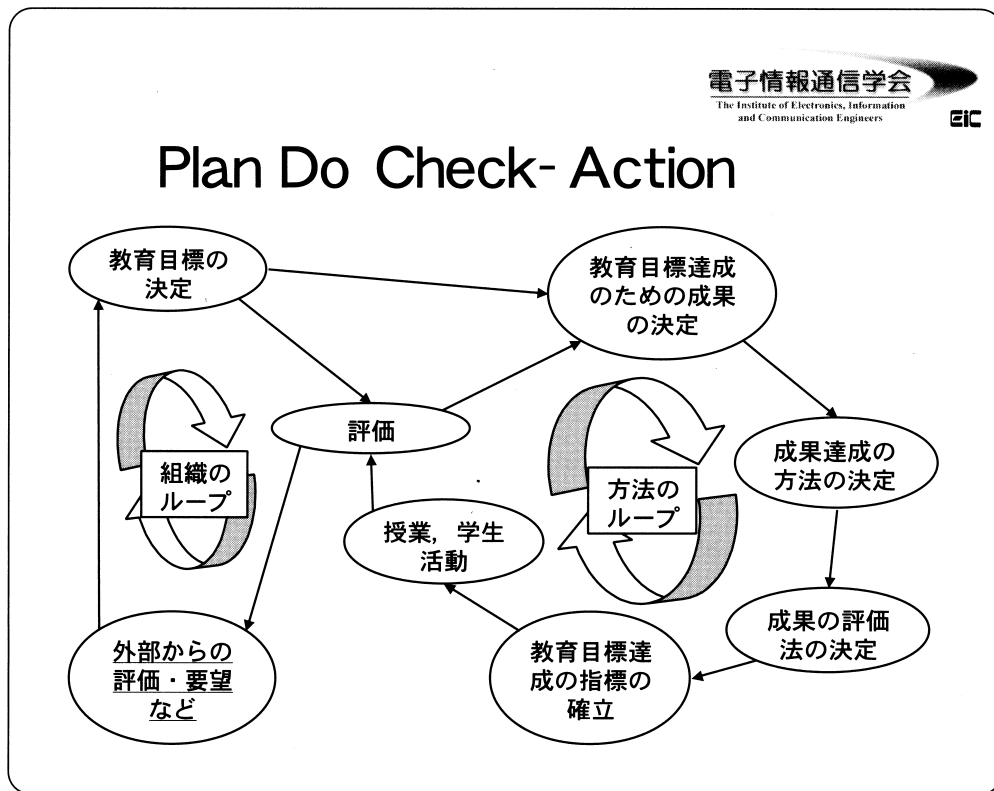 電子情報通信学会
The Institute of Electronics, Information
and Communication Engineers
EiC
Plan Do Check- Action
教育目標の
決定
教育目標達成
のための成果
の決定
評価
成果達成の
方法の決定
組織の
ループ
方法の
ループ
授業，学生
活動
成果の評価
法の決定
外部からの
評価・要望
など
教育目標達
成の指標の
確立